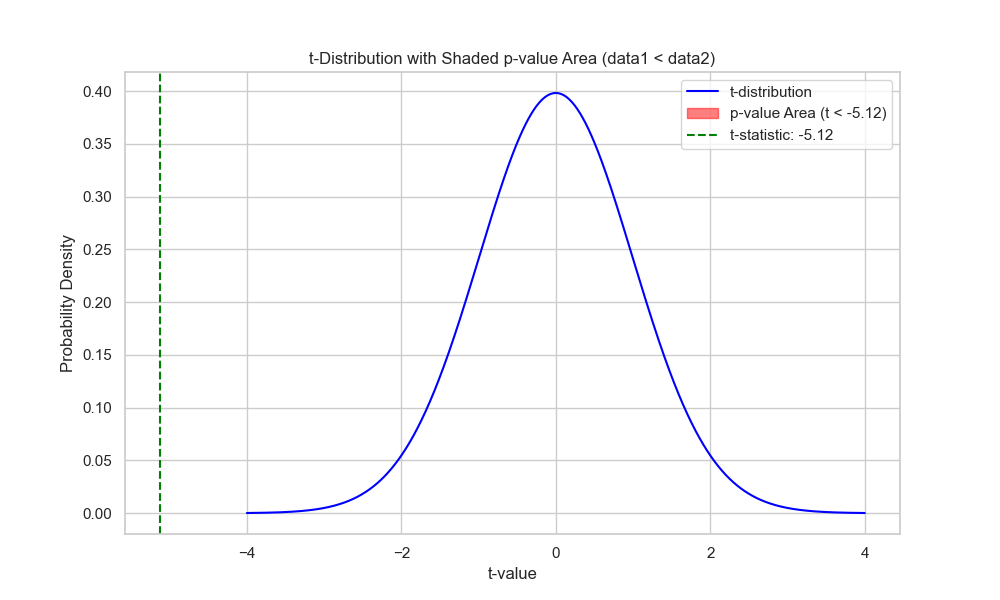 t-Distribution with Shaded p-value Area (data1 < data2)
t-distribution
p-value Area (t < -5.12)
t-statistic: -5.12
Probability Density
0.40
0.35
0.30
0.25
0.20
0.15
0.10
0.05
0.00
−4
−2
0
2
4
t-value